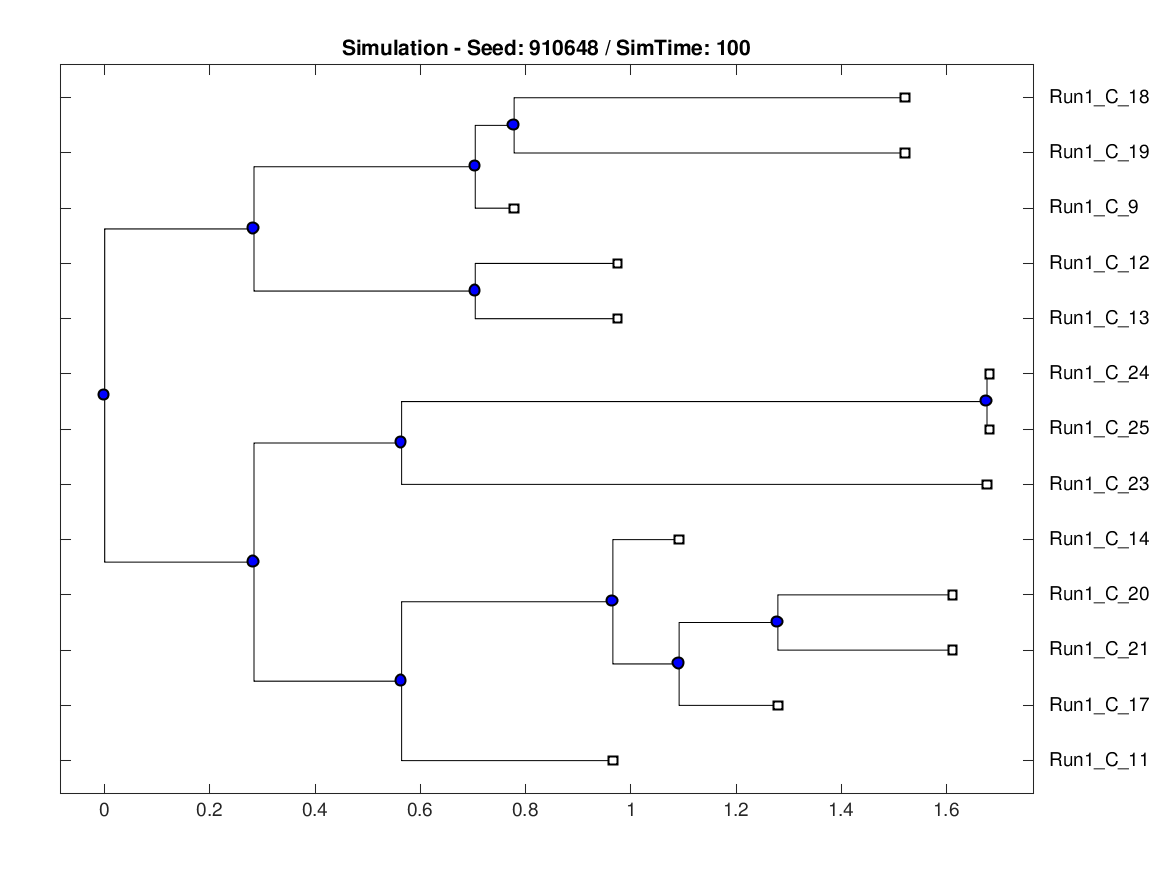 Simulation - Seed: 910648 / SimTime: 100
Run1_C_18
Run1_C_19
Run1_C_9
Run1_C_12
Run1_C_13
Run1_C_24
Run1_C_25
Run1_C_23
Run1_C_14
Run1_C_20
Run1_C_21
Run1_C_17
Run1_C_11
0 0.2 0.4 0.6 0.8 1 1.2 1.4 1.6